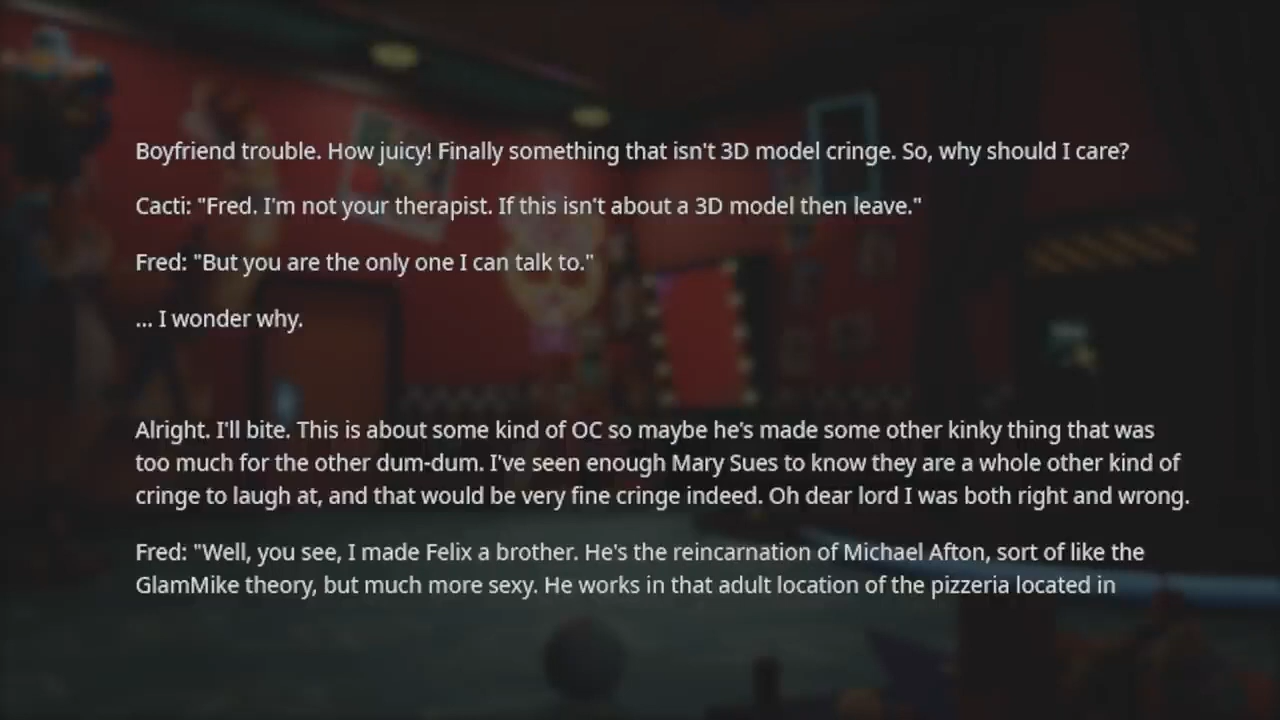 Boyfriend trouble. How juicy! Finally something that isn't 3D model cringe. So, why should I care?
Cacti: "Fred. I'm not your therapist. If this isn't about a 3D model then leave."
Fred: "But you are the only one I can talk to."
... I wonder why.
Alright. I'll bite. This is about some kind of OC so maybe he's made some other kinky thing that was
too much for the other dum-dum. I've seen enough Mary Sues to know they are a whole other kind of
cringe to laugh at, and that would be very fine cringe indeed. Oh dear lord I was both right and wrong.
Fred: "Well, you see, I made Felix a brother. He's the reincarnation of Michael Afton, sort of like the
GlamMike theory, but much more sexy. He works in that adult location of the pizzeria located in